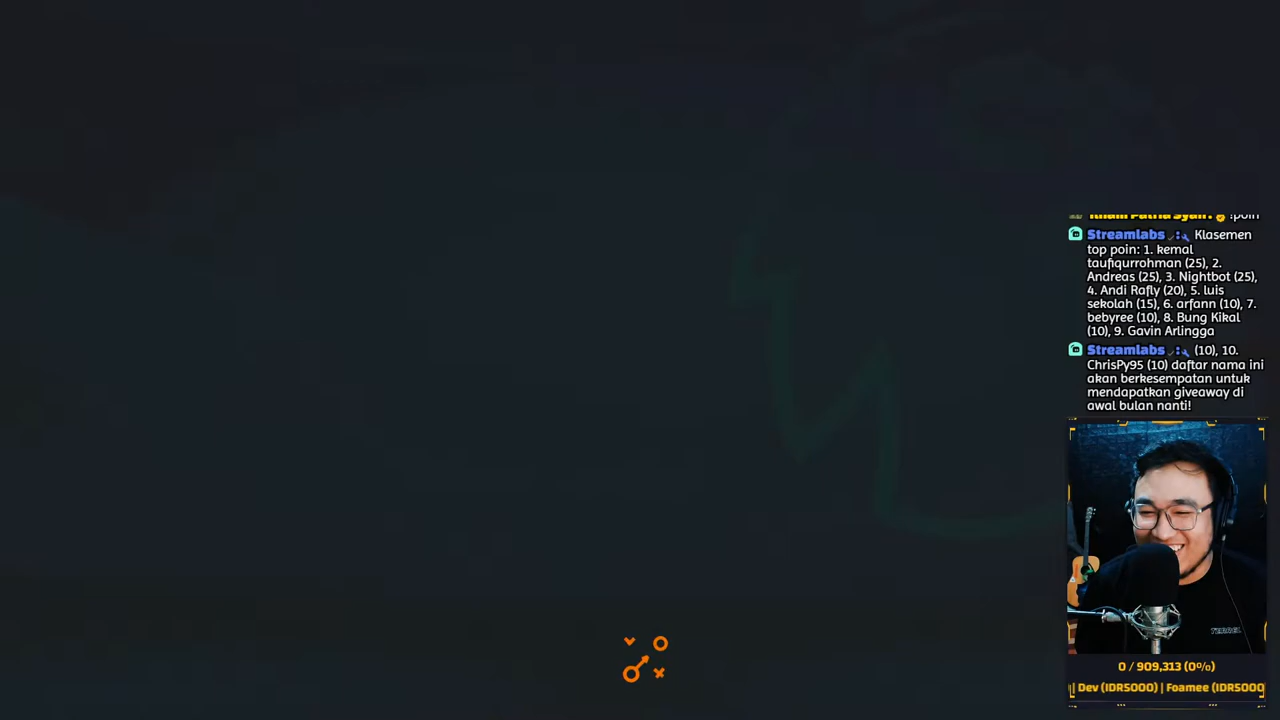 !poin
Streamlabs Klasemen
top poin: 1. kemal
taufiqurrohman (25), 2.
Andreas (25), 3. Nightbot (25),
4. Andi Rafly (20), 5. luis
sekolah (15), 6. arfann (10), 7.
bebyree (10), 8. Bung Kikal
(10), 9. Gavin Arlingga
Streamlabs (10), 10.
ChrisPy95 (10) daftar nama ini
akan berkesempatan untuk
mendapatkan giveaway di
awal bulan nanti!
0 / 909,313 (0%)
| Dev (IDR5000) | Foamee (IDR5000